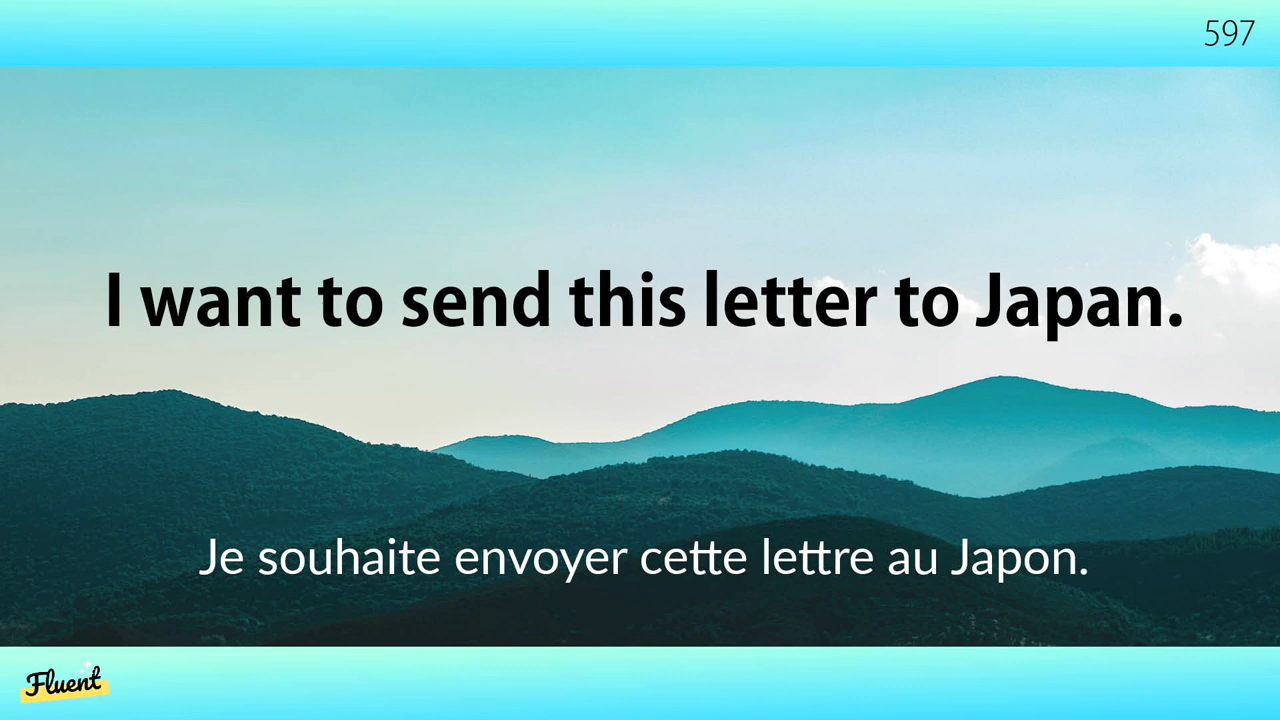 597
I want to send this letter to Japan.
Je souhaite envoyer cette lettre au Japon.
Fluent